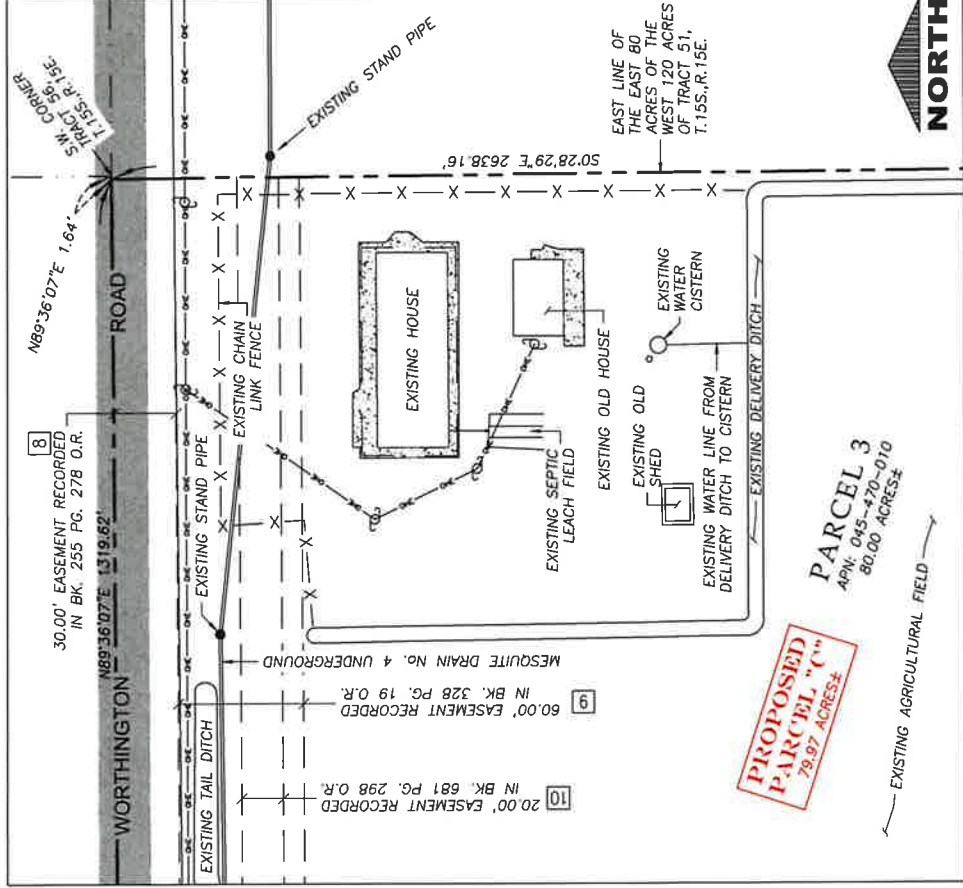 S.W. CORNER
TRACT 56,
T.15S.,R.15E.
N89°36'07"E 1.64'
8
30.00' EASEMENT RECORDED
IN BK. 255 PG. 278 O.R.
N89°36'07"E 1319.62'
WORTHINGTON
ROAD
EXISTING STAND PIPE
EXISTING STAND PIPE
EXISTING CHAIN
LINK FENCE
EXISTING TAIL DITCH
MESQUITE DRAIN No. 4 UNDERGROUND
60.00' EASEMENT RECORDED
IN BK. 328 PG. 19 O.R.
9
20.00' EASEMENT RECORDED
IN BK. 681 PG. 298 O.R.
10
S0°28'29"E 2638.16'
EAST LINE OF
THE EAST 80
ACRES OF THE
WEST 120 ACRES
OF TRACT 51,
T.15S.,R.15E.
EXISTING HOUSE
EXISTING SEPTIC
LEACH FIELD
EXISTING OLD HOUSE
EXISTING OLD
SHED
EXISTING
WATER
CISTERN
EXISTING WATER LINE FROM
DELIVERY DITCH TO CISTERN
EXISTING DELIVERY DITCH
PARCEL 3
APN: 045-470-010
80.00 ACRES±
PROPOSED
PARCEL "C"
79.97 ACRES±
EXISTING AGRICULTURAL FIELD
NORTH